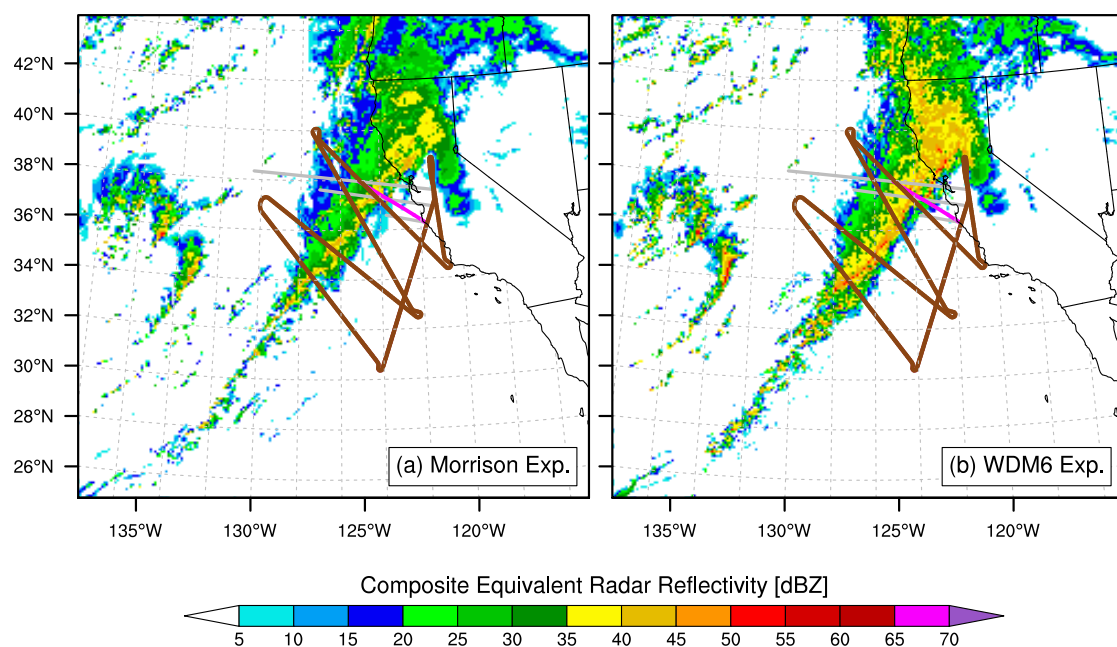 42°N
40°N
38°N
36°N
34°N
32°N
30°N
28°N
26°N
(a) Morrison Exp.
(b) WDM6 Exp.
135°W 130°W 125°W 120°W
135°W 130°W 125°W 120°W
Composite Equivalent Radar Reflectivity [dBZ]
5 10 15 20 25 30 35 40 45 50 55 60 65 70